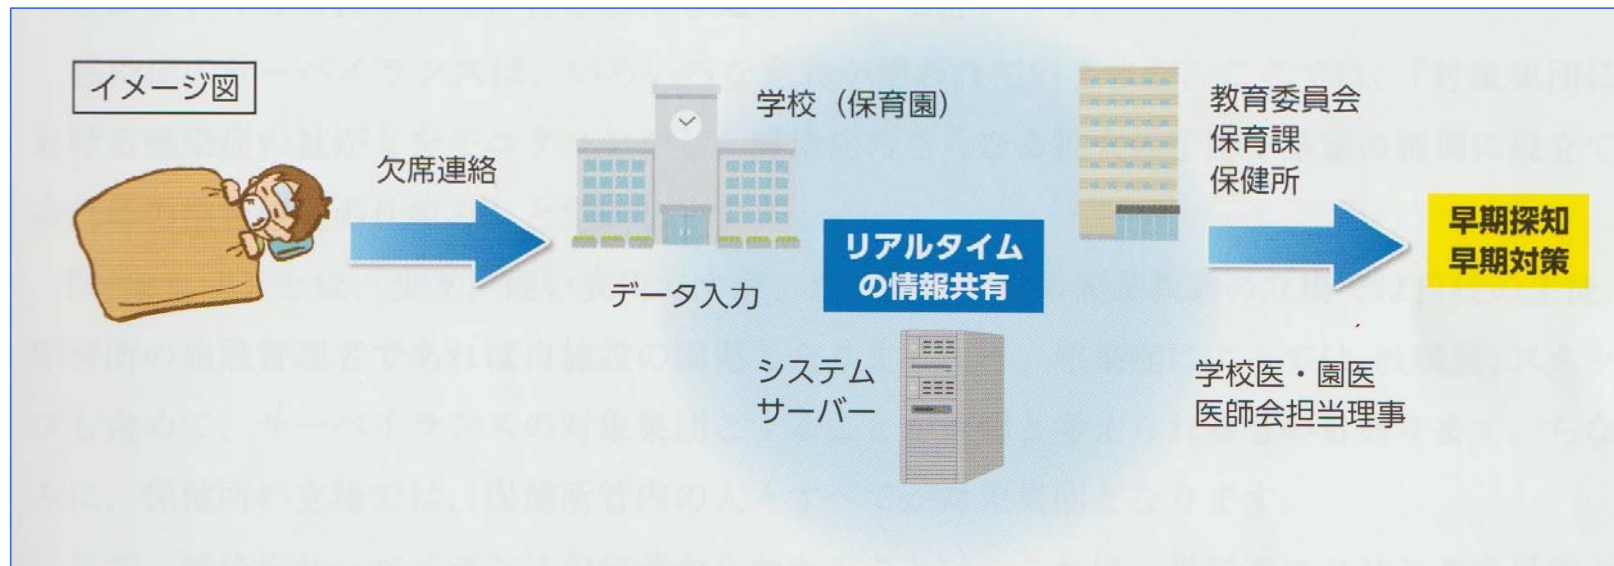 イメージ図
欠席連絡
学校（保育園）
データ入力
リアルタイム
の情報共有
システム
サーバー
教育委員会
保育課
保健所
学校医・園医
医師会担当理事
早期探知
早期対策